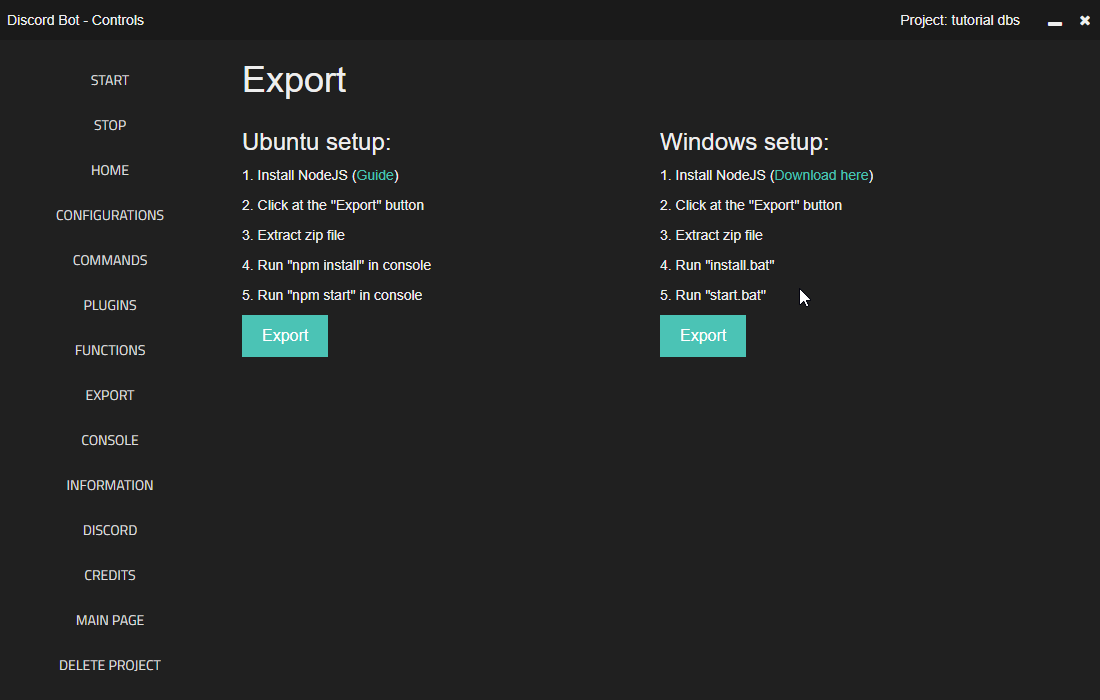 Discord Bot - Controls
Project: tutorial dbs
START
STOP
HOME
CONFIGURATIONS
COMMANDS
PLUGINS
FUNCTIONS
EXPORT
CONSOLE
INFORMATION
DISCORD
CREDITS
MAIN PAGE
DELETE PROJECT
Export
Ubuntu setup:
1. Install NodeJS (Guide)
2. Click at the "Export" button
3. Extract zip file
4. Run "npm install" in console
5. Run "npm start" in console
Export
Windows setup:
1. Install NodeJS (Download here)
2. Click at the "Export" button
3. Extract zip file
4. Run "install.bat"
5. Run "start.bat"
Export